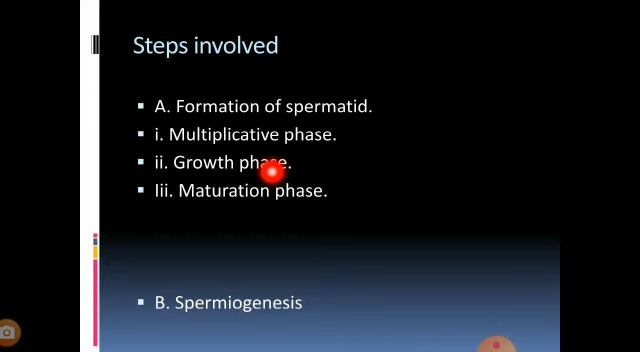 Steps involved
A. Formation of spermatid.
i. Multiplicative phase.
ii. Growth phase.
Iii. Maturation phase.
B. Spermiogenesis